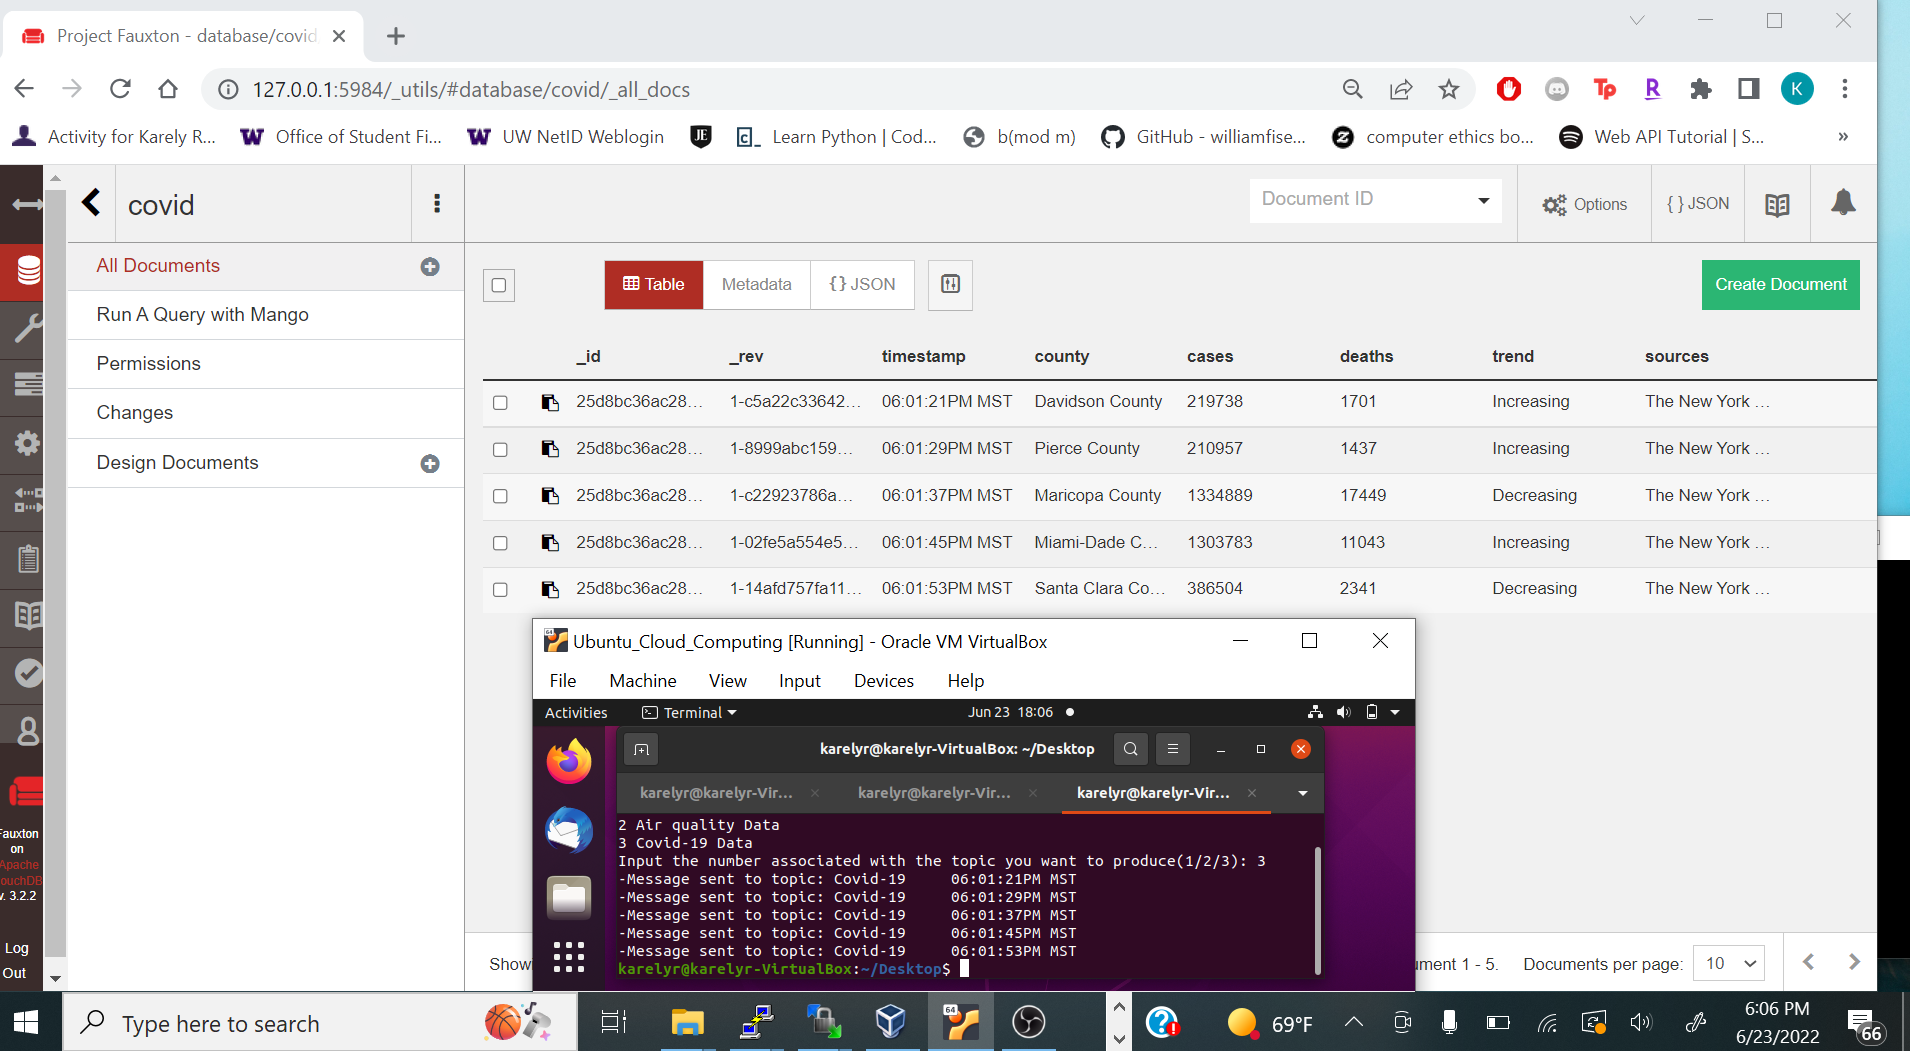 Project Fauxton - database/covid
127.0.0.1:5984/_utils/#database/covid/_all_docs
Tp
R
K
Activity for Karely R...
Office of Student Fi...
UW NetID Weblogin
JE
c_
Learn Python | Cod...
b(mod m)
GitHub - williamfise...
computer ethics bo...
Web API Tutorial | S...
»
covid
Document ID
Options
{ } JSON
All Documents
Table
Metadata
{} JSON
Create Document
Run A Query with Mango
Permissions
Changes
Design Documents
_id _rev timestamp county cases deaths trend sources
25d8bc36ac28... 1-c5a22c33642... 06:01:21PM MST Davidson County 219738 1701 Increasing The New York ...
25d8bc36ac28... 1-8999abc159... 06:01:29PM MST Pierce County 210957 1437 Increasing The New York ...
25d8bc36ac28... 1-c22923786a... 06:01:37PM MST Maricopa County 1334889 17449 Decreasing The New York ...
25d8bc36ac28... 1-02fe5a554e5... 06:01:45PM MST Miami-Dade C... 1303783 11043 Increasing The New York ...
25d8bc36ac28... 1-14afd757fa11... 06:01:53PM MST Santa Clara Co... 386504 2341 Decreasing The New York ...
64
Ubuntu_Cloud_Computing [Running] - Oracle VM VirtualBox
File Machine View Input Devices Help
Activities
Terminal
Jun 23 18:06
karelyr@karelyr-VirtualBox: ~/Desktop
karelyr@karelyr-Vir...
karelyr@karelyr-Vir...
karelyr@karelyr-Vir...
2 Air quality Data
3 Covid-19 Data
Input the number associated with the topic you want to produce(1/2/3): 3
-Message sent to topic: Covid-19 06:01:21PM MST
-Message sent to topic: Covid-19 06:01:29PM MST
-Message sent to topic: Covid-19 06:01:37PM MST
-Message sent to topic: Covid-19 06:01:45PM MST
-Message sent to topic: Covid-19 06:01:53PM MST
karelyr@karelyr-VirtualBox:~/Desktop$
Fauxton
on
Apache
ouchDB
v. 3.2.2
Log
Out
Showi
ument 1 - 5.
Documents per page:
10
Type here to search
64
69°F
6:06 PM
6/23/2022
66